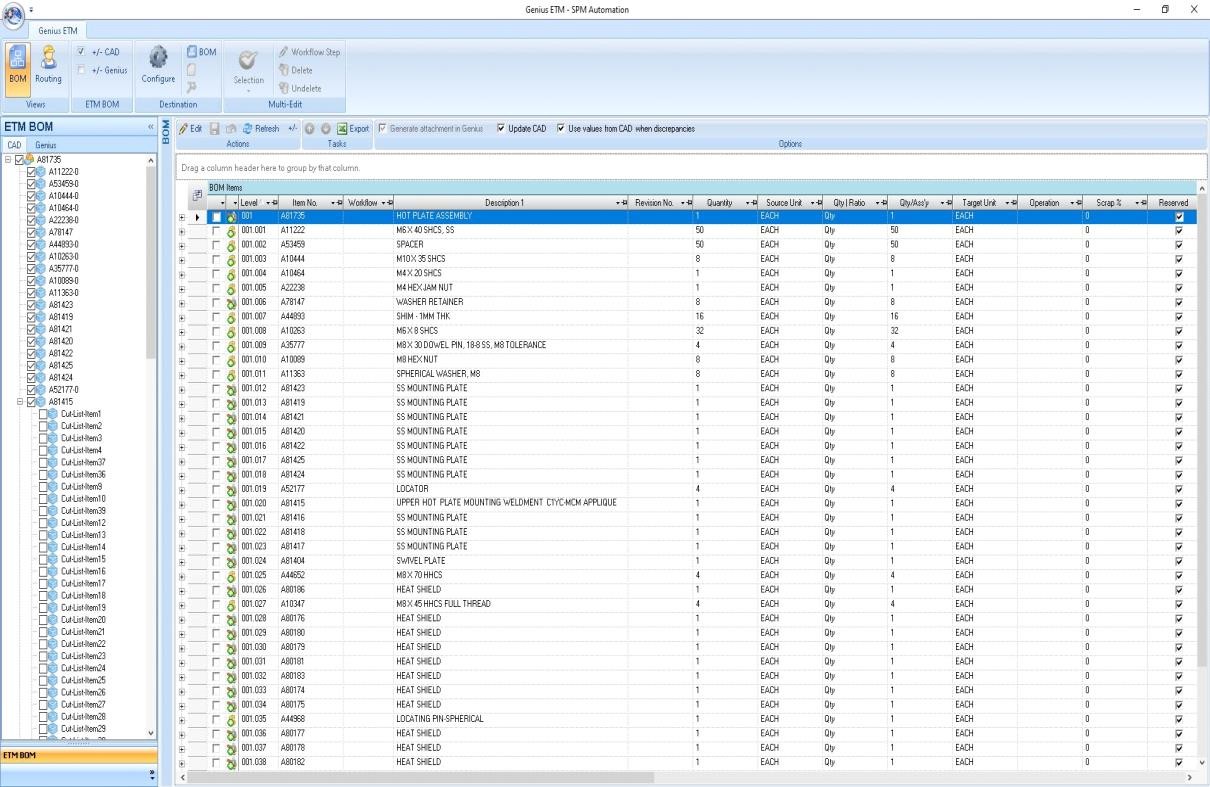 Genius ETM - SPM Automation
Genius ETM
BOM Routing
+/- CAD
+/- Genius
Configure
BOM
Selection
Workflow Step
Delete
Undelete
Views ETM BOM Destination Multi-Edit
ETM BOM «
CAD Genius
A81735
A11222-0
A53459-0
A10444-0
A10464-0
A22238-0
A78147
A44893-0
A10263-0
A35777-0
A10089-0
A11363-0
A81423
A81419
A81421
A81420
A81422
A81425
A81424
A52177-0
A81415
Cut-List-Item1
Cut-List-Item2
Cut-List-Item3
Cut-List-Item4
Cut-List-Item37
Cut-List-Item36
Cut-List-Item9
Cut-List-Item10
Cut-List-Item39
Cut-List-Item12
Cut-List-Item13
Cut-List-Item14
Cut-List-Item15
Cut-List-Item16
Cut-List-Item17
Cut-List-Item18
Cut-List-Item19
Cut-List-Item20
Cut-List-Item21
Cut-List-Item22
Cut-List-Item23
Cut-List-Item24
Cut-List-Item25
Cut-List-Item26
Cut-List-Item27
Cut-List-Item28
Cut-List-Item29
ETM BOM
BOM
Edit Refresh +/- Export Generate attachment in Genius Update CAD Use values from CAD when discrepancies
Actions Tasks Options
Drag a column header here to group by that column.
BOM Items
Level Item No. Workflow Description 1 Revision No. Quantity Source Unit Qty | Ratio Qty/Ass'y Target Unit Operation Scrap % Reserved
001 A81735 HOT PLATE ASSEMBLY 1 EACH Qty 1 EACH 0
001.001 A11222 M6 X 40 SHCS, SS 50 EACH Qty 50 EACH 0
001.002 A53459 SPACER 50 EACH Qty 50 EACH 0
001.003 A10444 M10 X 35 SHCS 8 EACH Qty 8 EACH 0
001.004 A10464 M4 X 20 SHCS 1 EACH Qty 1 EACH 0
001.005 A22238 M4 HEX JAM NUT 1 EACH Qty 1 EACH 0
001.006 A78147 WASHER RETAINER 8 EACH Qty 8 EACH 0
001.007 A44893 SHIM - 1MM THK 16 EACH Qty 16 EACH 0
001.008 A10263 M6 X 8 SHCS 32 EACH Qty 32 EACH 0
001.009 A35777 M8 X 30 DOWEL PIN, 18-8 SS, M8 TOLERANCE 4 EACH Qty 4 EACH 0
001.010 A10089 M8 HEX NUT 8 EACH Qty 8 EACH 0
001.011 A11363 SPHERICAL WASHER, M8 8 EACH Qty 8 EACH 0
001.012 A81423 SS MOUNTING PLATE 1 EACH Qty 1 EACH 0
001.013 A81419 SS MOUNTING PLATE 1 EACH Qty 1 EACH 0
001.014 A81421 SS MOUNTING PLATE 1 EACH Qty 1 EACH 0
001.015 A81420 SS MOUNTING PLATE 1 EACH Qty 1 EACH 0
001.016 A81422 SS MOUNTING PLATE 1 EACH Qty 1 EACH 0
001.017 A81425 SS MOUNTING PLATE 1 EACH Qty 1 EACH 0
001.018 A81424 SS MOUNTING PLATE 1 EACH Qty 1 EACH 0
001.019 A52177 LOCATOR 4 EACH Qty 4 EACH 0
001.020 A81415 UPPER HOT PLATE MOUNTING WELDMENT C1YC-MCM APPLIQUE 1 EACH Qty 1 EACH 0
001.021 A81416 SS MOUNTING PLATE 1 EACH Qty 1 EACH 0
001.022 A81418 SS MOUNTING PLATE 1 EACH Qty 1 EACH 0
001.023 A81417 SS MOUNTING PLATE 1 EACH Qty 1 EACH 0
001.024 A81404 SWIVEL PLATE 1 EACH Qty 1 EACH 0
001.025 A44652 M8 X 70 HHCS 4 EACH Qty 4 EACH 0
001.026 A80186 HEAT SHIELD 1 EACH Qty 1 EACH 0
001.027 A10347 M8 X 45 HHCS FULL THREAD 4 EACH Qty 4 EACH 0
001.028 A80176 HEAT SHIELD 1 EACH Qty 1 EACH 0
001.029 A80180 HEAT SHIELD 1 EACH Qty 1 EACH 0
001.030 A80179 HEAT SHIELD 1 EACH Qty 1 EACH 0
001.031 A80181 HEAT SHIELD 1 EACH Qty 1 EACH 0
001.032 A80183 HEAT SHIELD 1 EACH Qty 1 EACH 0
001.033 A80174 HEAT SHIELD 1 EACH Qty 1 EACH 0
001.034 A80175 HEAT SHIELD 1 EACH Qty 1 EACH 0
001.035 A44968 LOCATING PIN-SPHERICAL 1 EACH Qty 1 EACH 0
001.036 A80177 HEAT SHIELD 1 EACH Qty 1 EACH 0
001.037 A80178 HEAT SHIELD 1 EACH Qty 1 EACH 0
001.038 A80182 HEAT SHIELD 1 EACH Qty 1 EACH 0